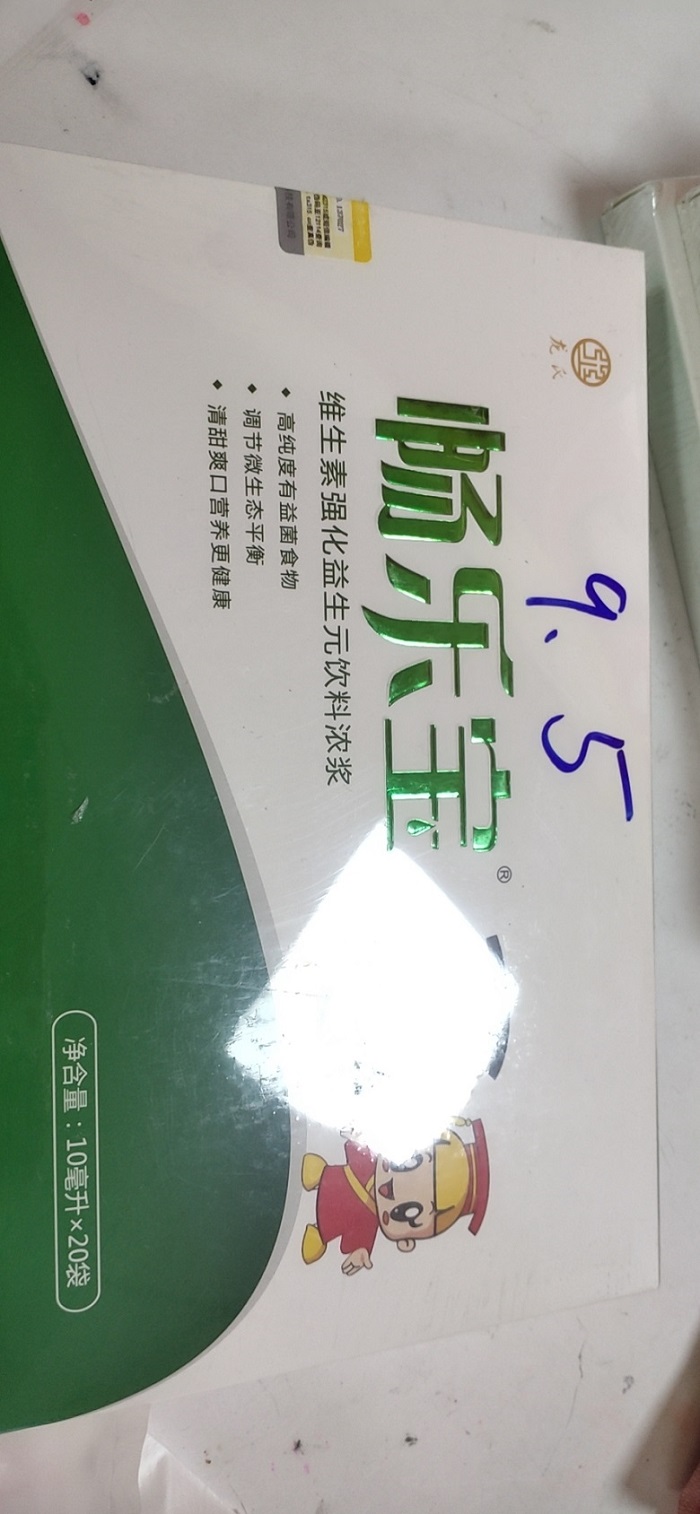 龙氏
9.5
畅乐宝®
维生素强化益生元饮料浓浆
◆ 高纯度有益菌食物
◆ 调节微生态平衡
◆ 清甜爽口营养更健康
净含量：10毫升×20袋